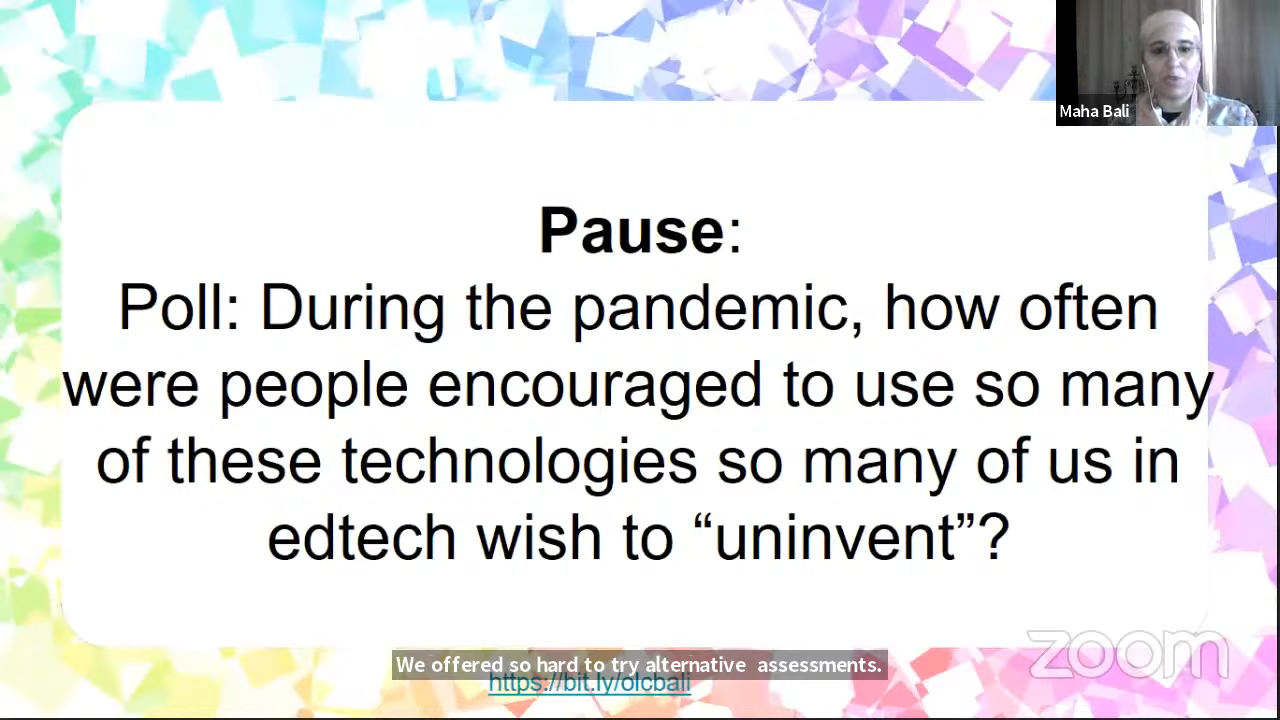 Maha Bali
Pause:
Poll: During the pandemic, how often
were people encouraged to use so many
of these technologies so many of us in
edtech wish to “uninvent”?
zoom
We offered so hard to try alternative assessments.
https://bit.ly/olcbali